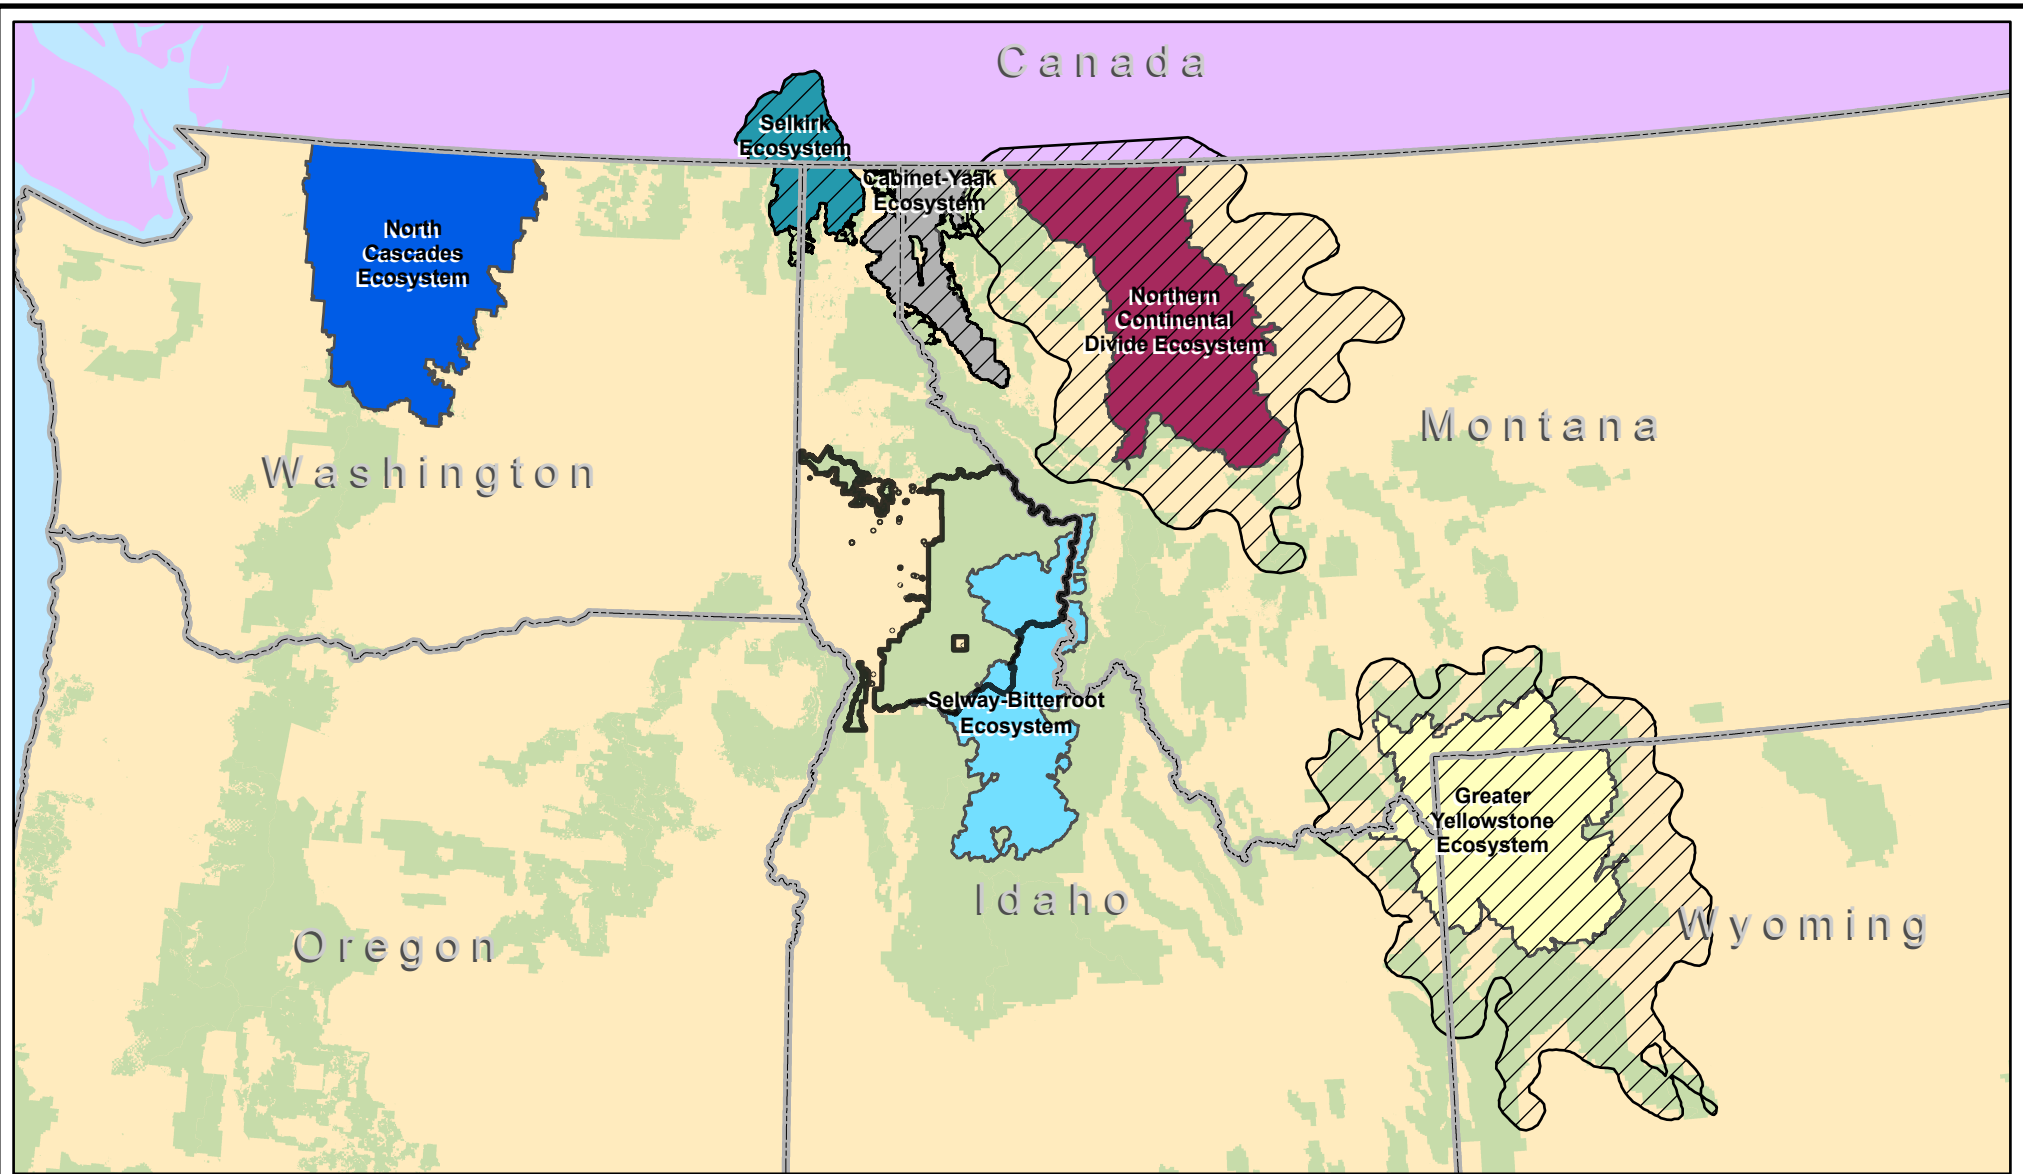 Canada
Selkirk
Ecosystem
Cabinet-Yaak
Ecosystem
North
Cascades
Ecosystem
Northern
Continental
Divide Ecosystem
Montana
Washington
Selway-Bitterroot
Ecosystem
Greater
Yellowstone
Ecosystem
Idaho
Oregon
Wyoming